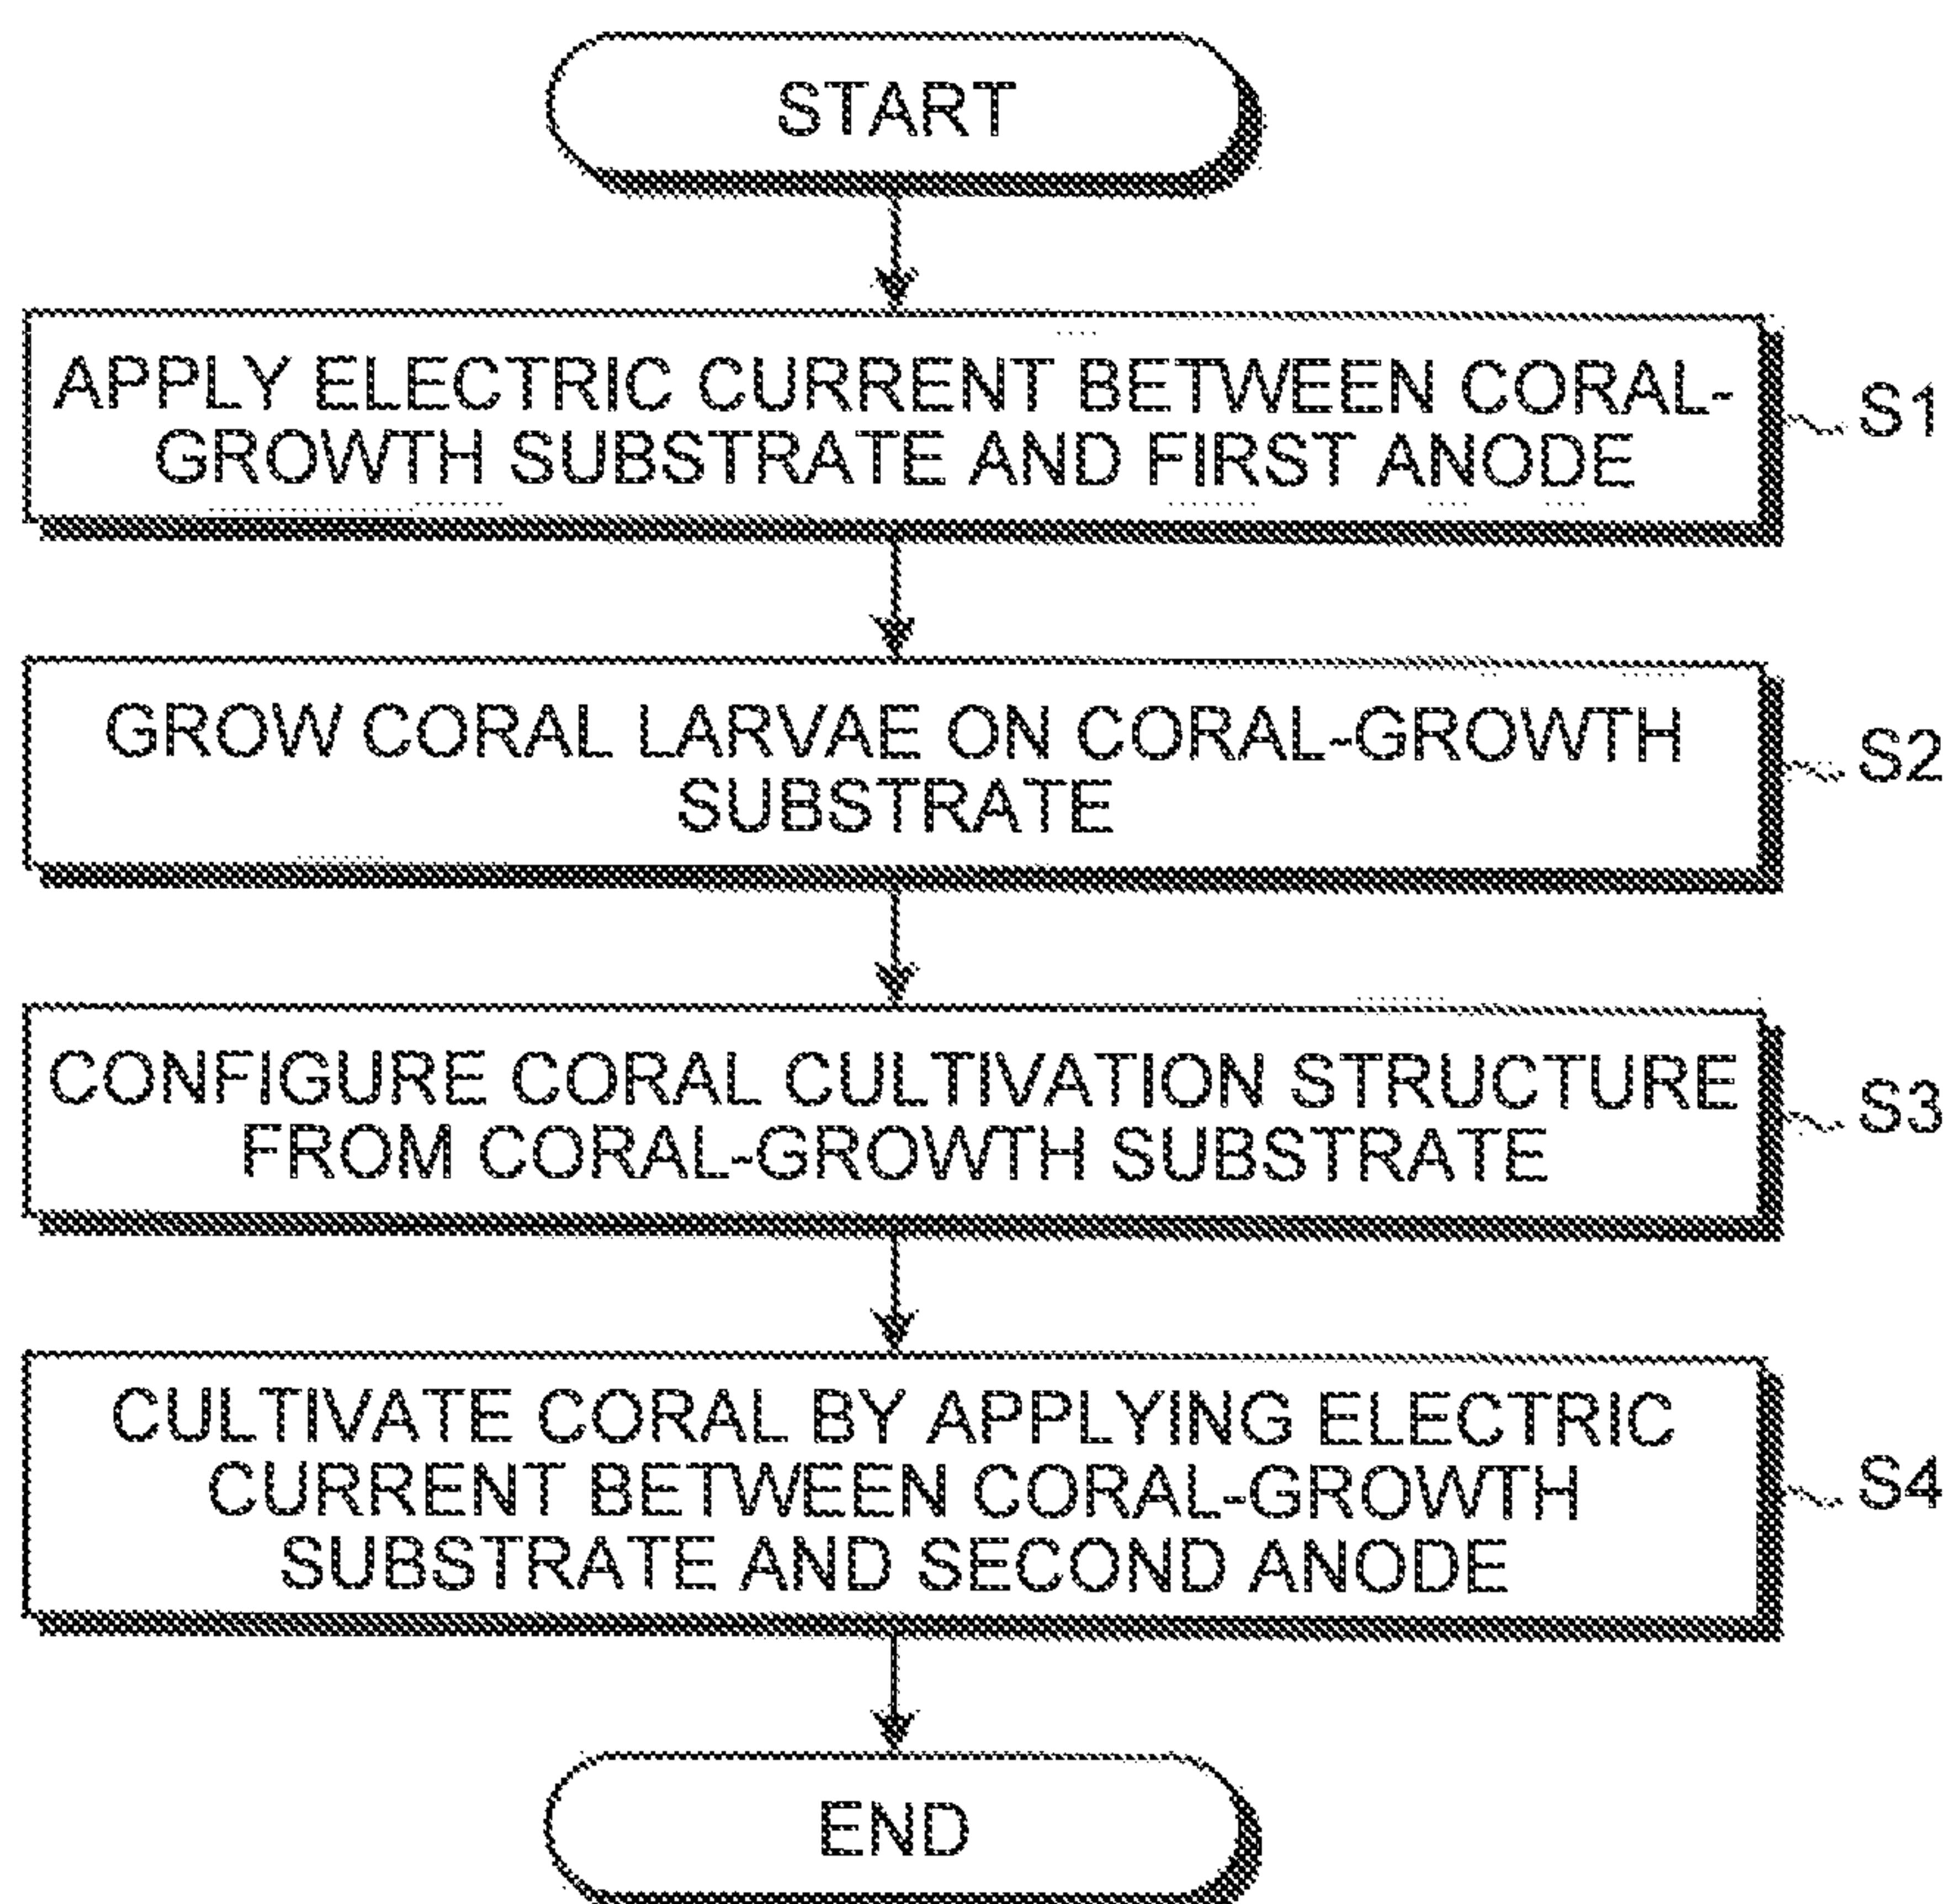 START
APPLY ELECTRIC CURRENT BETWEEN CORAL-
GROWTH SUBSTRATE AND FIRST ANODE
S1
GROW CORAL LARVAE ON CORAL-GROWTH
SUBSTRATE
S2
CONFIGURE CORAL CULTIVATION STRUCTURE
FROM CORAL-GROWTH SUBSTRATE
S3
CULTIVATE CORAL BY APPLYING ELECTRIC
CURRENT BETWEEN CORAL-GROWTH
SUBSTRATE AND SECOND ANODE
S4
END